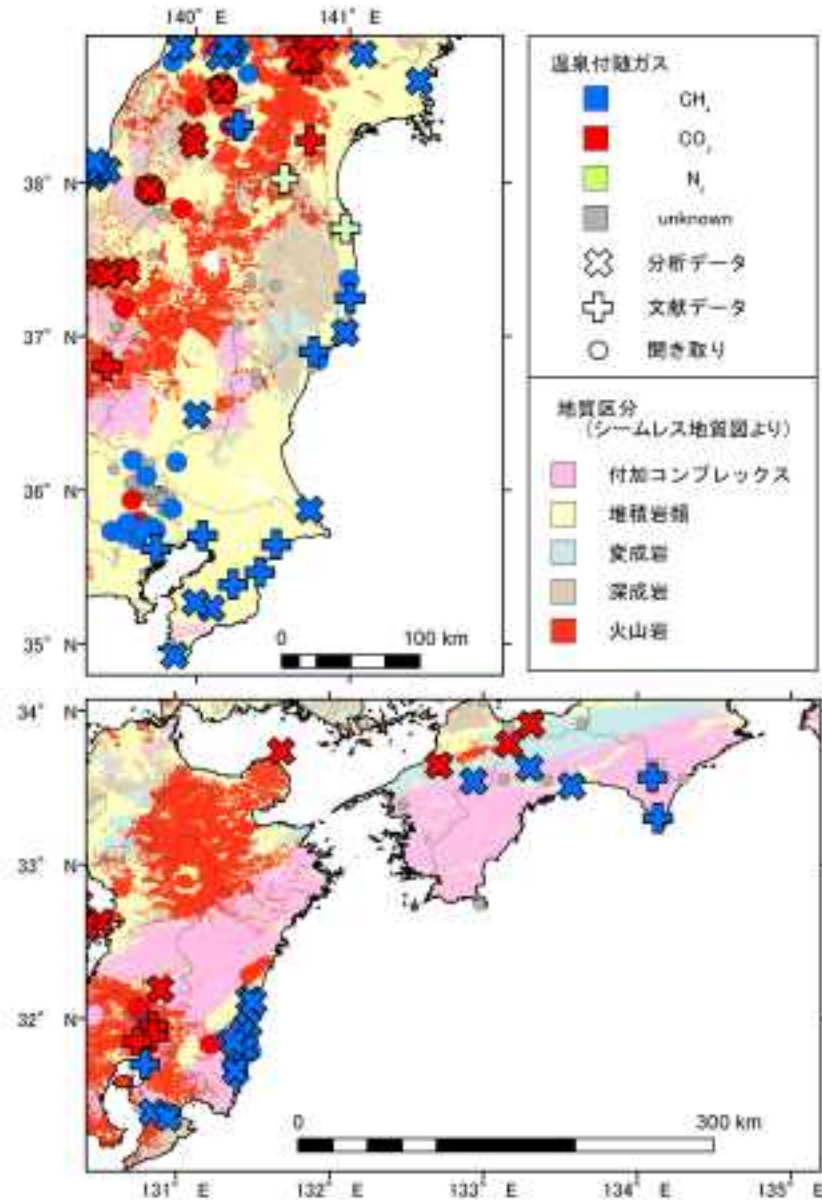 140° E 141° E
38° N
37° N
36° N
35° N
0 100 km
温泉付随ガス
CH₄
CO₂
N₂
unknown
分析データ
文献データ
聞き取り
地質区分
(シームレス地質図より)
付加コンプレックス
堆積岩類
変成岩
深成岩
火山岩
34° N
33° N
32° N
0 300 km
131° E 132° E 133° E 134° E 135° E